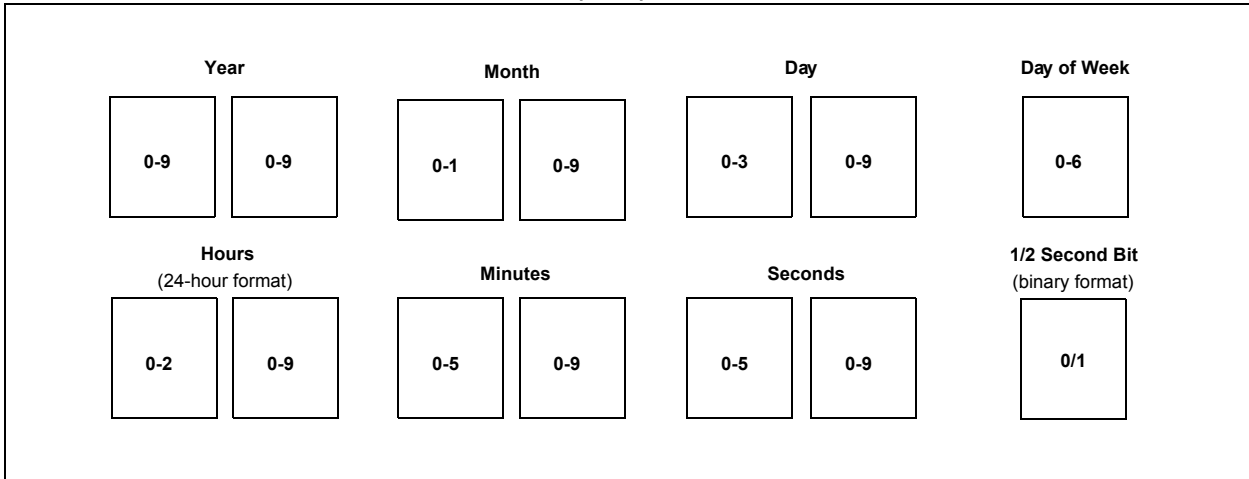 Year Month Day Day of Week
0-9 0-9 0-1 0-9 0-3 0-9 0-6
Hours
(24-hour format) Minutes Seconds 1/2 Second Bit
(binary format)
0-2 0-9 0-5 0-9 0-5 0-9 0/1